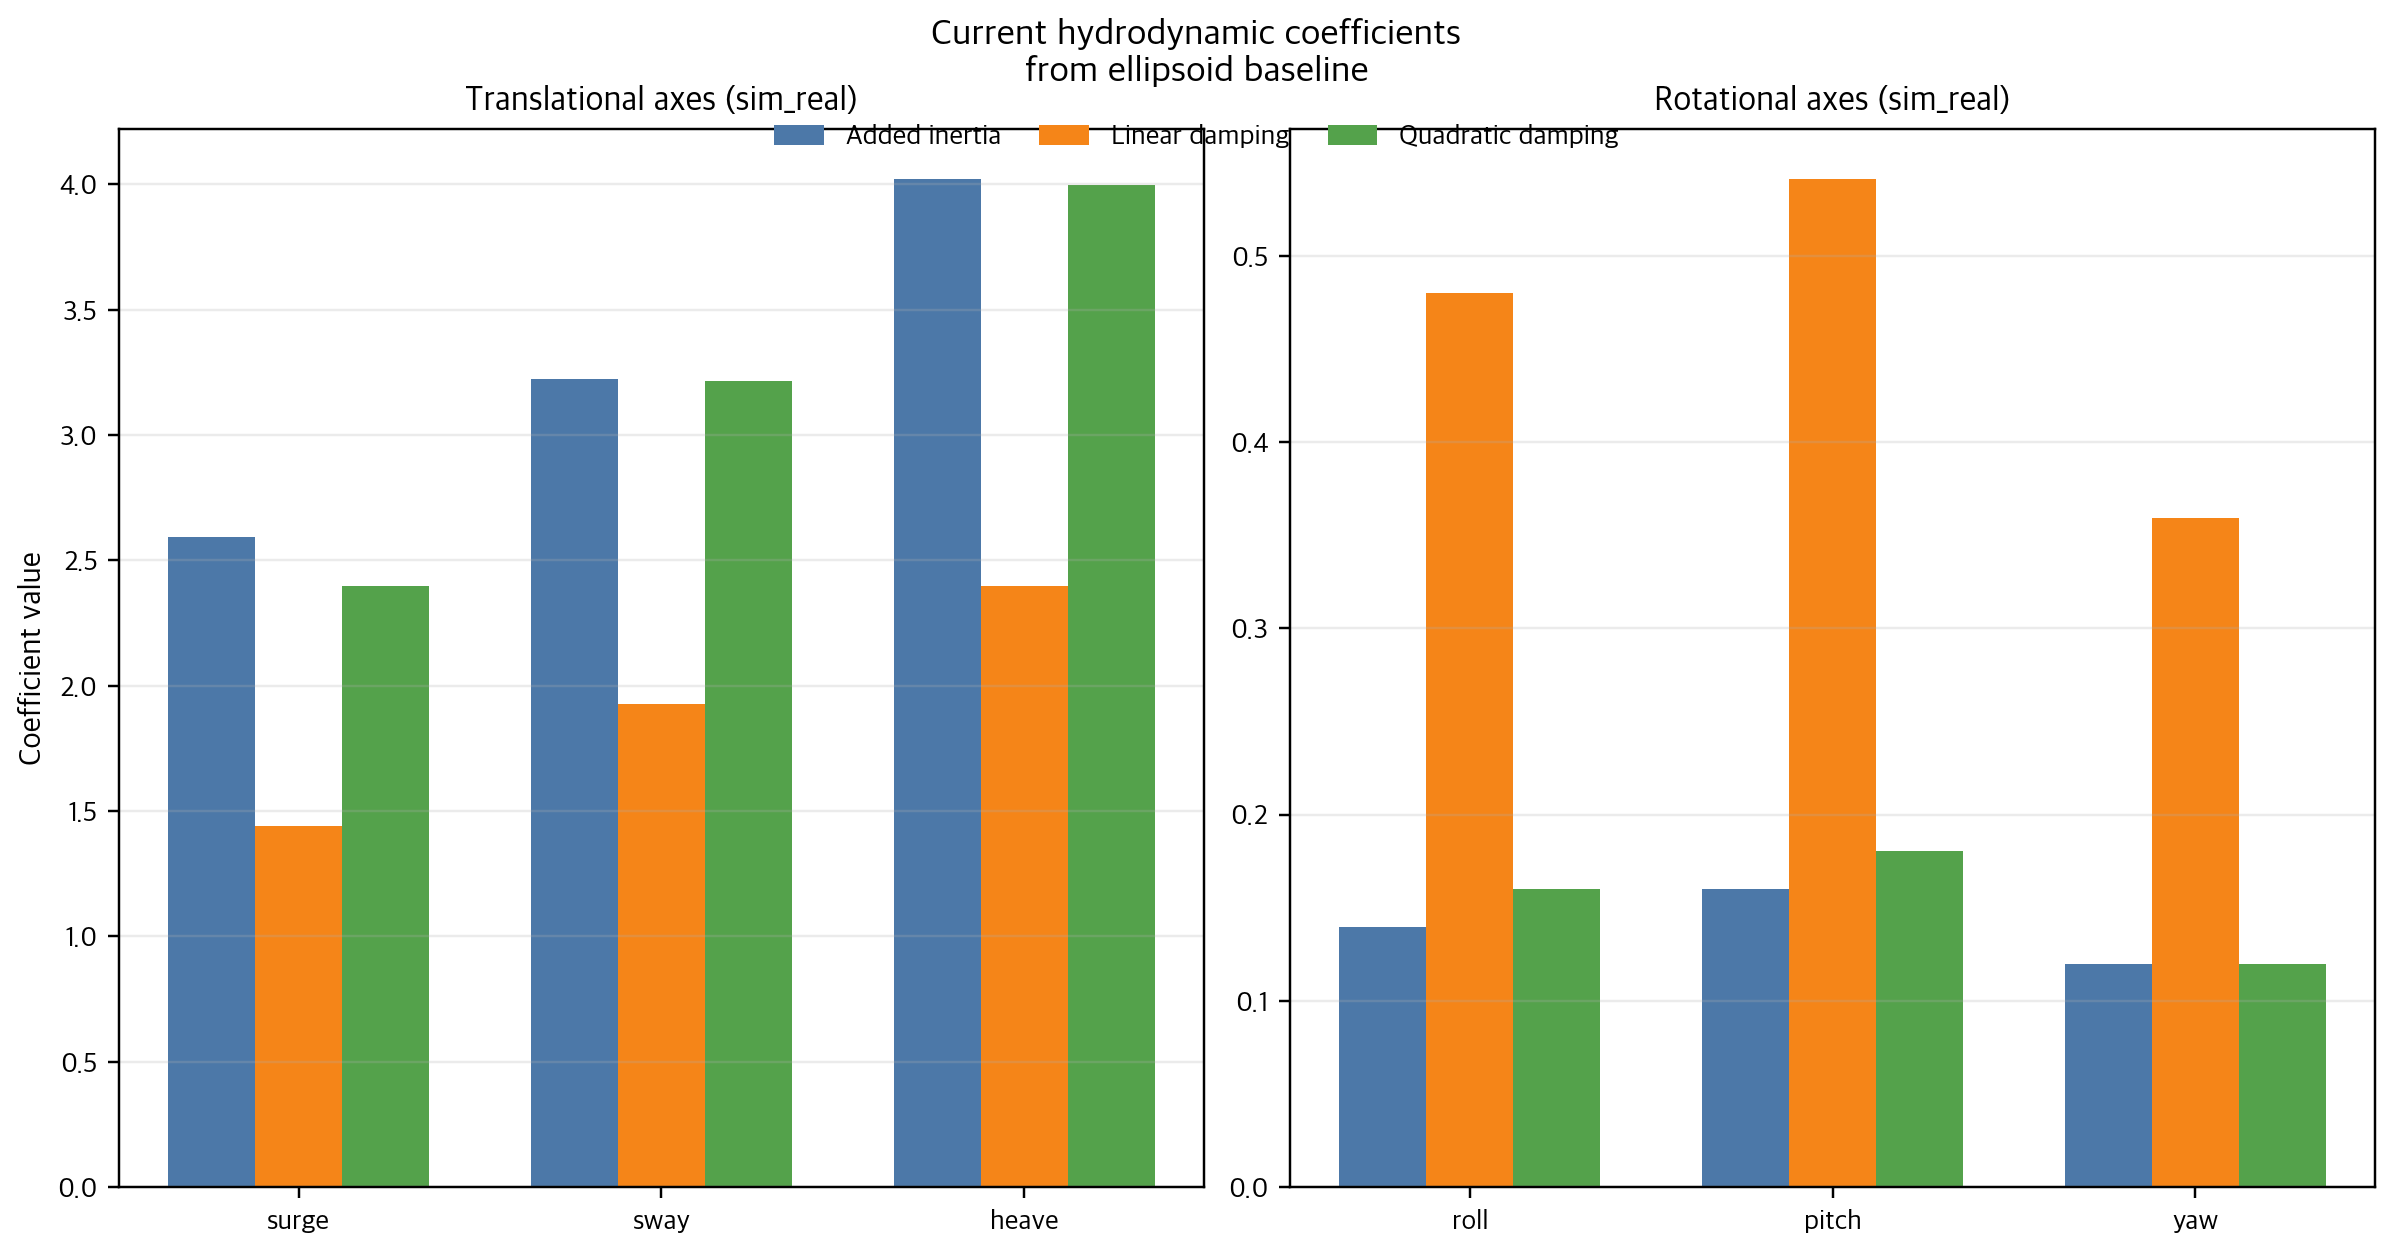 Current hydrodynamic coefficients
from ellipsoid baseline
Translational axes (sim_real)
Rotational axes (sim_real)
Added inertia
Linear damping
Quadratic damping
Coefficient value
4.0
3.5
3.0
2.5
2.0
1.5
1.0
0.5
0.0
surge
sway
heave
0.5
0.4
0.3
0.2
0.1
0.0
roll
pitch
yaw